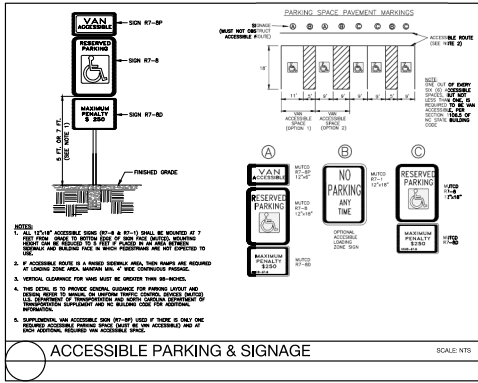 VAN
ACCESSIBLE
SIGN R7-8P
RESERVED
PARKING
SIGN R7-8
MAXIMUM
PENALTY
$ 250
SIGN R7-8D
5 FT. OR 7 FT.
(SEE NOTE 1)
FINISHED GRADE
PARKING SPACE PAVEMENT MARKINGS
SIGNAGE
(MUST NOT OBSTRUCT
ACCESSIBLE ROUTE)
ACCESSIBLE ROUTE
(SEE NOTE 2)
18'
11' 5' 9' 9' 9'
VAN
ACCESSIBLE
SPACE
(OPTION 1)
VAN
ACCESSIBLE
SPACE
(OPTION 2)
NOTE:
ONE OUT OF EVERY
SIX (6) ACCESSIBLE
SPACES, BUT NOT
LESS THAN ONE, IS
REQUIRED TO BE VAN
ACCESSIBLE, PER
SECTION 1106.5 OF
NC STATE BUILDING
CODE
A
VAN
ACCESSIBLE
MUTCD
R7-8P
12"x6"
RESERVED
PARKING
MUTCD
R7-8
12"x18"
MAXIMUM
PENALTY
$ 250
MUTCD
R7-8D
B
NO
PARKING
ANY
TIME
MUTCD
R7-1
12"x18"
OPTIONAL
ACCESSIBLE
LOADING
ZONE SIGN
C
RESERVED
PARKING
MUTCD
R7-8
12"x18"
MAXIMUM
PENALTY
$ 250
MUTCD
R7-8D
NOTES:
1. ALL 12"x18" ACCESSIBLE SIGNS (R7-8 & R7-1) SHALL BE MOUNTED AT 7
FEET FROM GRADE TO BOTTOM EDGE OF SIGN FACE (MUTCD). MOUNTING
HEIGHT CAN BE REDUCED TO 5 FEET IF PLACED IN AN AREA BETWEEN
SIDEWALK AND BUILDING FACE IN WHICH PEDESTRIANS ARE NOT EXPECTED TO
USE.
2. IF ACCESSIBLE ROUTE IS A RAISED SIDEWALK AREA, THEN RAMPS ARE REQUIRED
AT LOADING ZONE AREA. MAINTAIN MIN. 4' WIDE CONTINUOUS PASSAGE.
3. VERTICAL CLEARANCE FOR VANS MUST BE GREATER THAN 98-INCHES.
4. THIS DETAIL IS TO PROVIDE GENERAL GUIDANCE FOR PARKING LAYOUT AND
DESIGN; REFER TO MANUAL ON UNIFORM TRAFFIC CONTROL DEVICES (MUTCD)
U.S. DEPARTMENT OF TRANSPORTATION AND NORTH CAROLINA DEPARTMENT OF
TRANSPORTATION SUPPLEMENT AND NC BUILDING CODE FOR ADDITIONAL
INFORMATION.
5. SUPPLEMENTAL VAN ACCESSIBLE SIGN (R7-8P) USED IF THERE IS ONLY ONE
REQUIRED ACCESSIBLE PARKING SPACE (MUST BE VAN ACCESSIBLE) AND AT
EACH ADDITIONAL REQUIRED VAN ACCESSIBLE SPACE.
ACCESSIBLE PARKING & SIGNAGE
SCALE: NTS